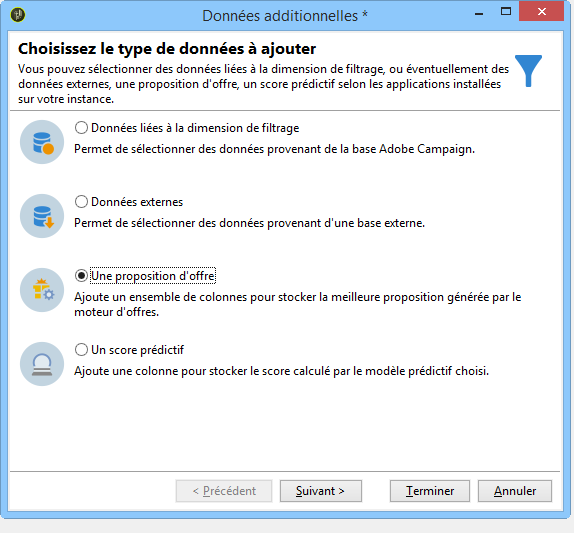 Données additionnelles *
Choisissez le type de données à ajouter
Vous pouvez sélectionner des données liées à la dimension de filtrage, ou éventuellement des
données externes, une proposition d'offre, un score prédictif selon les applications installées
sur votre instance.
Données liées à la dimension de filtrage
Permet de sélectionner des données provenant de la base Adobe Campaign.
Données externes
Permet de sélectionner des données provenant d'une base externe.
Une proposition d'offre
Ajoute un ensemble de colonnes pour stocker la meilleure proposition générée par le
moteur d'offres.
Un score prédictif
Ajoute une colonne pour stocker le score calculé par le modèle prédictif choisi.
< Précédent Suivant > Terminer Annuler